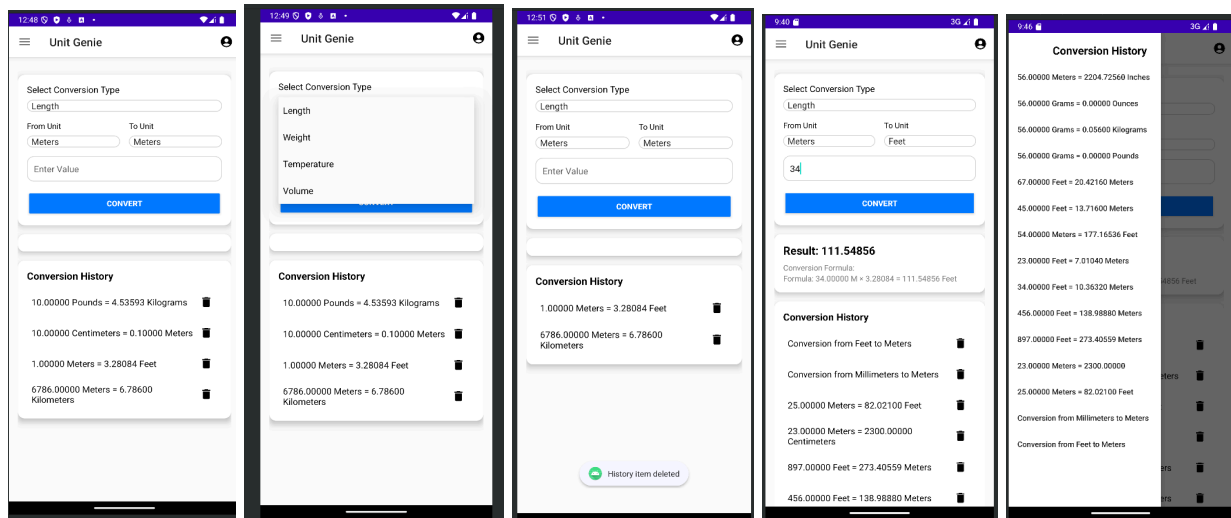 12:48
Unit Genie
Select Conversion Type
Length
From Unit To Unit
Meters Meters
Enter Value
CONVERT
Conversion History
10.00000 Pounds = 4.53593 Kilograms
10.00000 Centimeters = 0.10000 Meters
1.00000 Meters = 3.28084 Feet
6786.00000 Meters = 6.78600
Kilometers
12:49
Unit Genie
Select Conversion Type
Length
Weight
Temperature
Volume
Conversion History
10.00000 Pounds = 4.53593 Kilograms
10.00000 Centimeters = 0.10000 Meters
1.00000 Meters = 3.28084 Feet
6786.00000 Meters = 6.78600
Kilometers
12:51
Unit Genie
Select Conversion Type
Length
From Unit To Unit
Meters Meters
Enter Value
CONVERT
Conversion History
1.00000 Meters = 3.28084 Feet
6786.00000 Meters = 6.78600
Kilometers
History item deleted
9:40 3G
Unit Genie
Select Conversion Type
Length
From Unit To Unit
Meters Feet
34
CONVERT
Result: 111.54856
Conversion Formula:
Formula: 34.00000 M × 3.28084 = 111.54856 Feet
Conversion History
Conversion from Feet to Meters
Conversion from Millimeters to Meters
25.00000 Meters = 82.02100 Feet
23.00000 Meters = 2300.00000
Centimeters
897.00000 Feet = 273.40559 Meters
456.00000 Feet = 138.98880 Meters
9:46 3G
Conversion History
56.00000 Meters = 2204.72560 Inches
56.00000 Grams = 0.00000 Ounces
56.00000 Grams = 0.05600 Kilograms
56.00000 Grams = 0.00000 Pounds
67.00000 Feet = 20.42160 Meters
45.00000 Feet = 13.71600 Meters
54.00000 Meters = 177.16536 Feet
23.00000 Feet = 7.01040 Meters
34.00000 Feet = 10.36320 Meters
456.00000 Feet = 138.98880 Meters
897.00000 Feet = 273.40559 Meters
23.00000 Meters = 2300.00000
25.00000 Meters = 82.02100 Feet
Conversion from Millimeters to Meters
Conversion from Feet to Meters